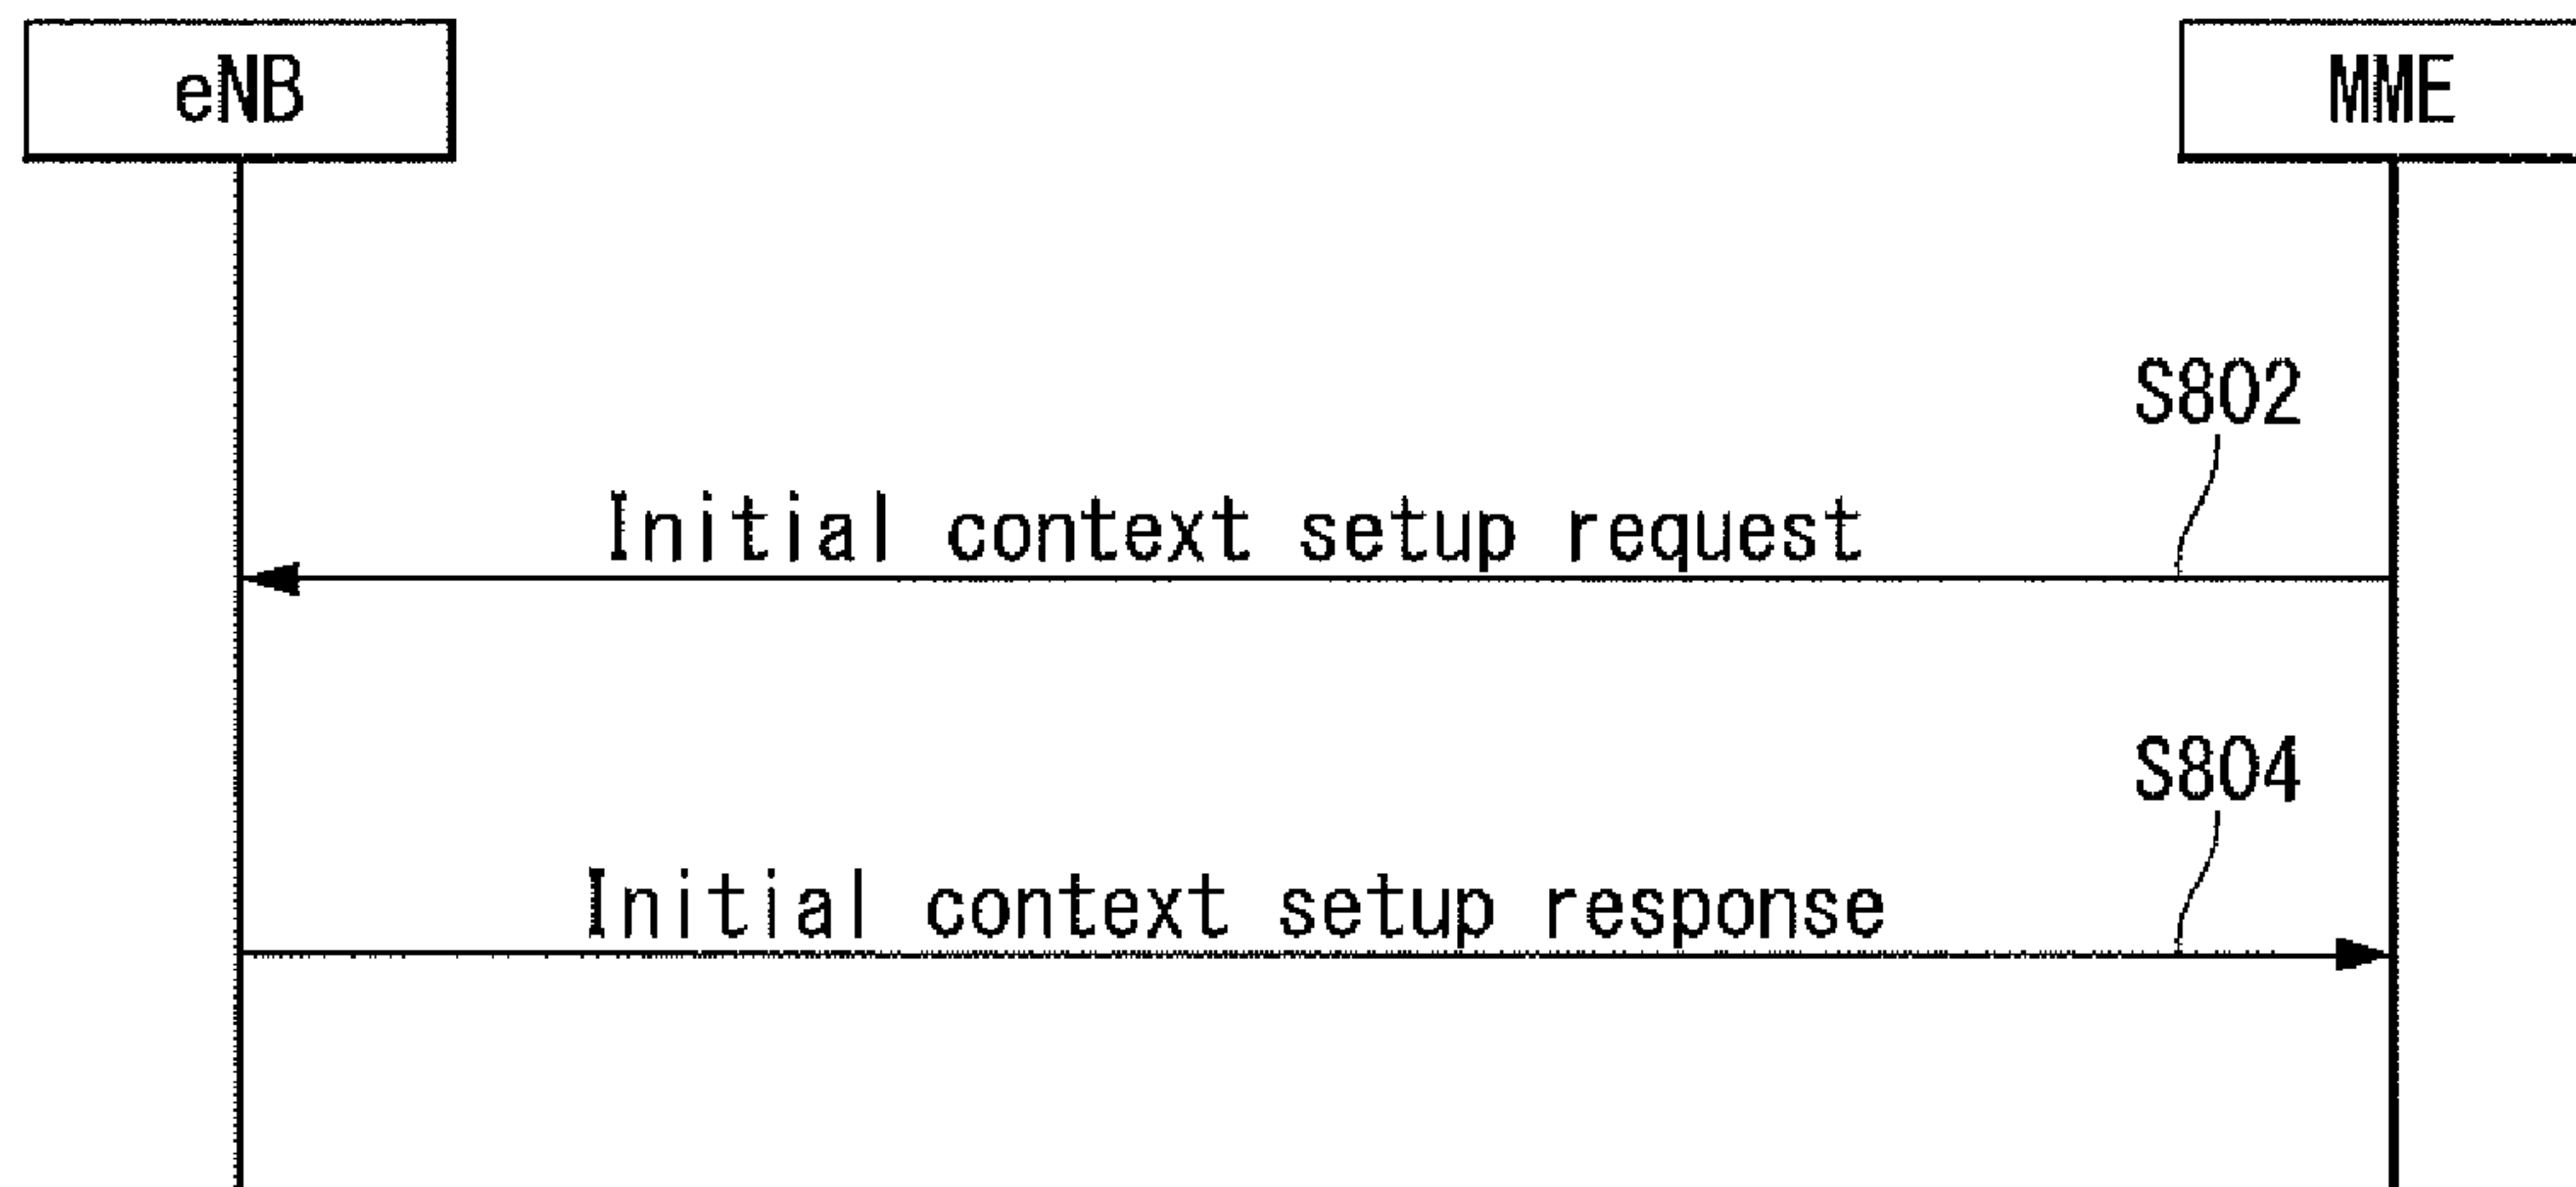 eNB
MME
S802
Initial context setup request
S804
Initial context setup response